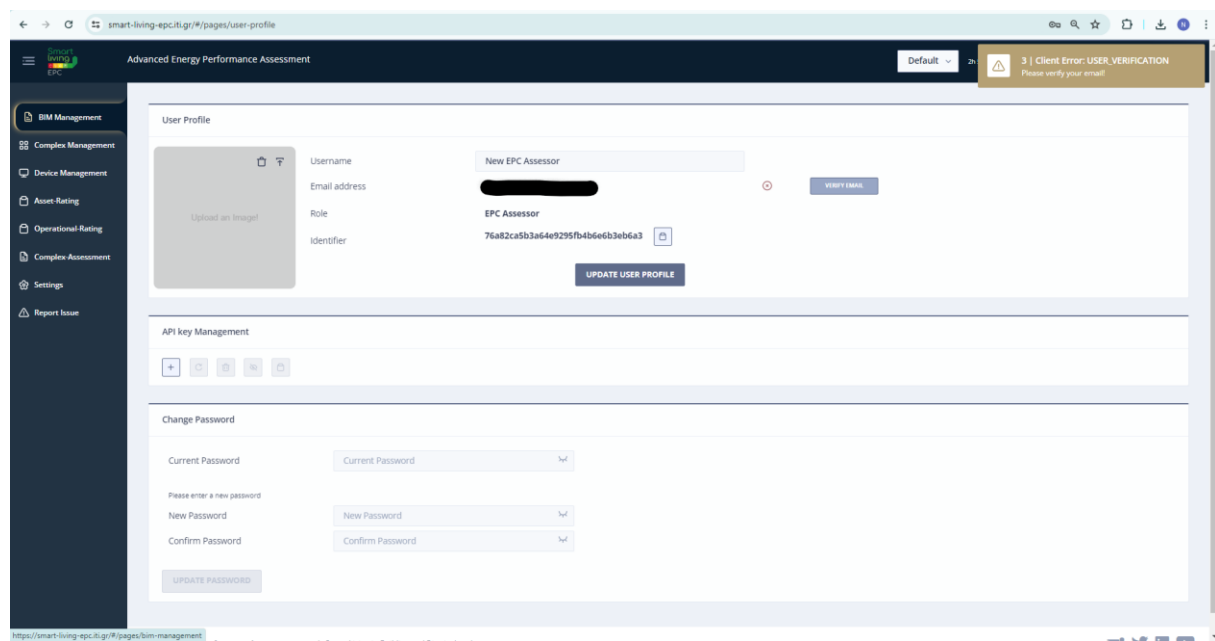 smart-living-epc.iti.gr/#/pages/user-profile
N
Smart
living
EPC
Advanced Energy Performance Assessment
Default
2h
3 | Client Error: USER_VERIFICATION
Please verify your email!
BIM Management
Complex Management
Device Management
Asset-Rating
Operational-Rating
Complex-Assessment
Settings
Report Issue
User Profile
Upload an Image!
Username New EPC Assessor
Email address VERIFY EMAIL
Role EPC Assessor
Identifier 76a82ca5b3a64e9295fb4b6e6b3eb6a3
UPDATE USER PROFILE
API key Management
Change Password
Current Password Current Password
Please enter a new password
New Password New Password
Confirm Password Confirm Password
UPDATE PASSWORD
https://smart-living-epc.iti.gr/#/pages/bim-management